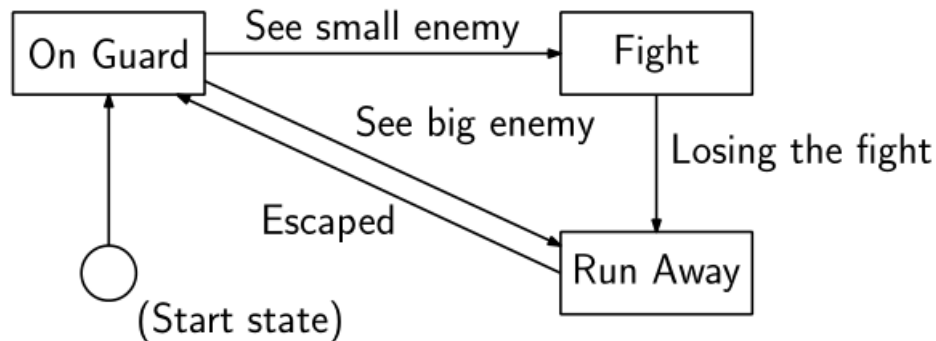 On Guard
See small enemy
Fight
See big enemy
Losing the fight
Escaped
Run Away
(Start state)